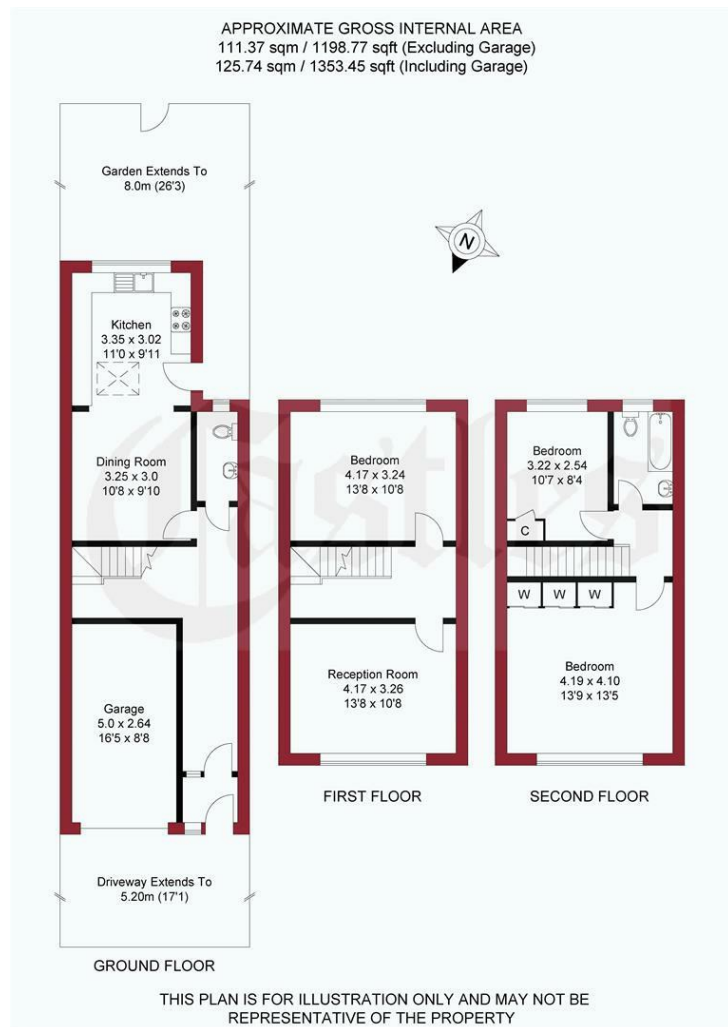 APPROXIMATE GROSS INTERNAL AREA
111.37 sqm / 1198.77 sqft (Excluding Garage)
125.74 sqm / 1353.45 sqft (Including Garage)
Garden Extends To
8.0m (26'3)
N
Kitchen
3.35 x 3.02
11'0 x 9'11
Dining Room
3.25 x 3.0
10'8 x 9'10
Garage
5.0 x 2.64
16'5 x 8'8
Driveway Extends To
5.20m (17'1)
GROUND FLOOR
Bedroom
4.17 x 3.24
13'8 x 10'8
Reception Room
4.17 x 3.26
13'8 x 10'8
FIRST FLOOR
Bedroom
3.22 x 2.54
10'7 x 8'4
C
W W W
Bedroom
4.19 x 4.10
13'9 x 13'5
SECOND FLOOR
Castles
THIS PLAN IS FOR ILLUSTRATION ONLY AND MAY NOT BE
REPRESENTATIVE OF THE PROPERTY